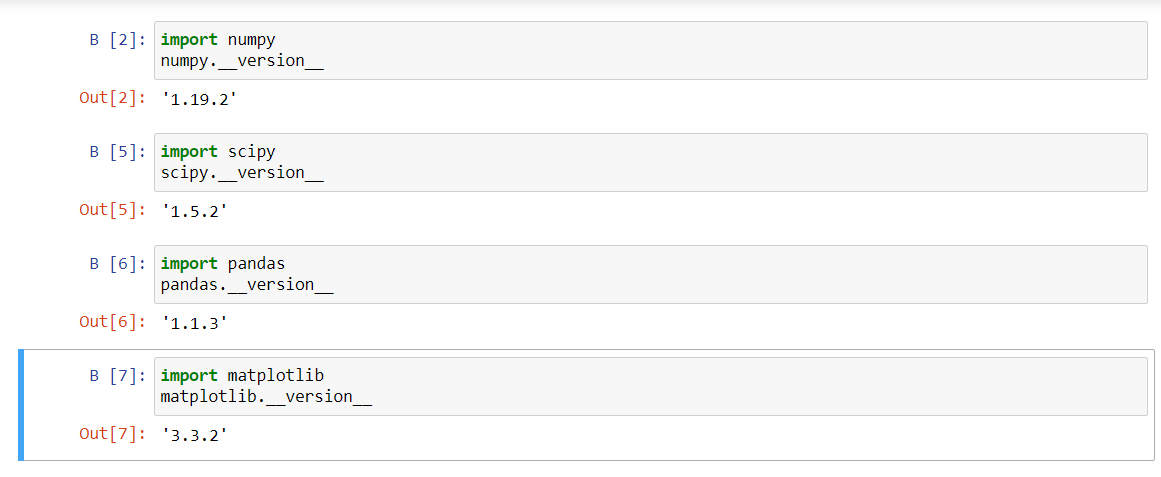 B [2]: import numpy
numpy.__version__
Out[2]: '1.19.2'
B [5]: import scipy
scipy.__version__
Out[5]: '1.5.2'
B [6]: import pandas
pandas.__version__
Out[6]: '1.1.3'
B [7]: import matplotlib
matplotlib.__version__
Out[7]: '3.3.2'